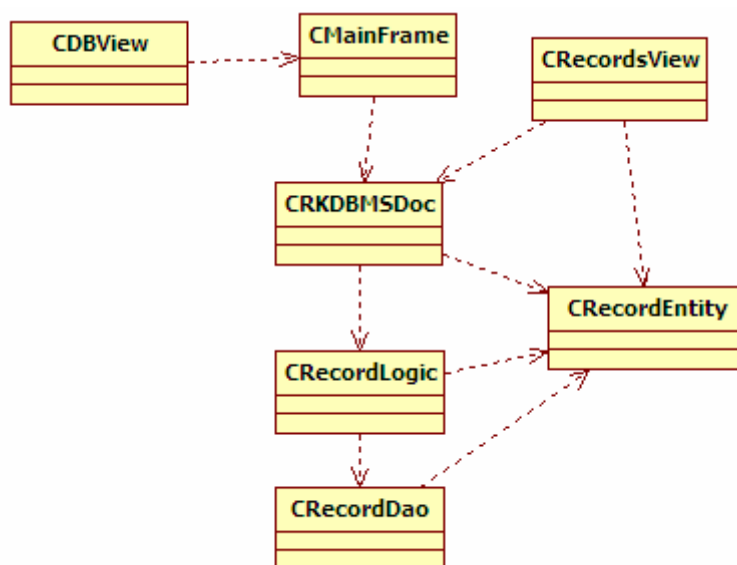 CDBView
CMainFrame
CRecordsView
CRKDBMSDoc
CRecordEntity
CRecordLogic
CRecordDao